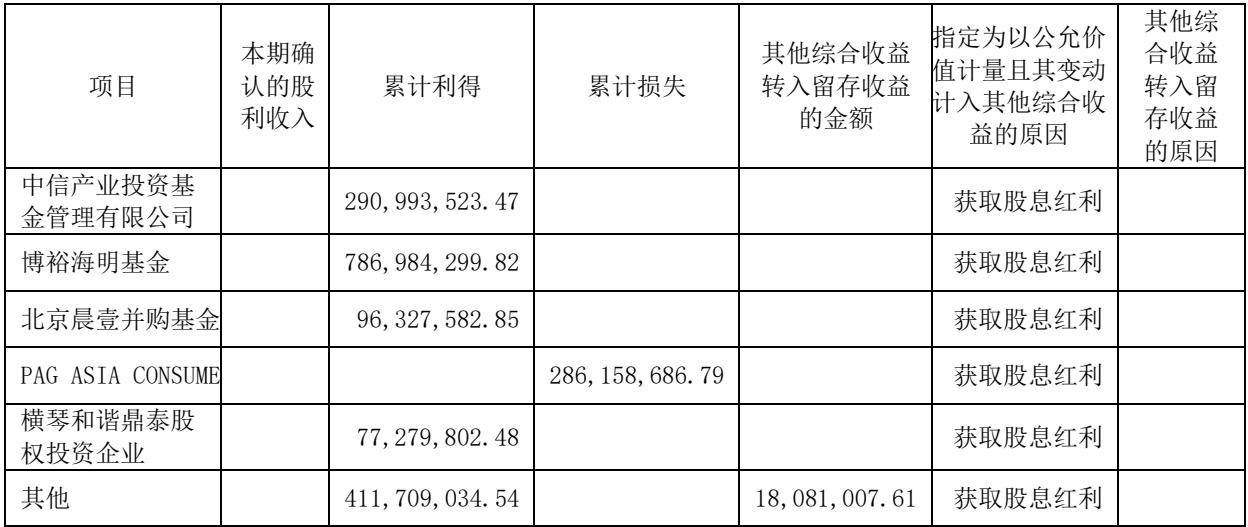 项目
本期确
认的股
利收入
累计利得
累计损失
其他综合收益
转入留存收益
的金额
指定为以公允价
值计量且其变动
计入其他综合收
益的原因
其他综
合收益
转入留
存收益
的原因
中信产业投资基
金管理有限公司
290,993,523.47
获取股息红利
博裕海明基金
786,984,299.82
获取股息红利
北京晨壹并购基金
96,327,582.85
获取股息红利
PAG ASIA CONSUME
286,158,686.79
获取股息红利
横琴和谐鼎泰股
权投资企业
77,279,802.48
获取股息红利
其他
411,709,034.54
18,081,007.61
获取股息红利